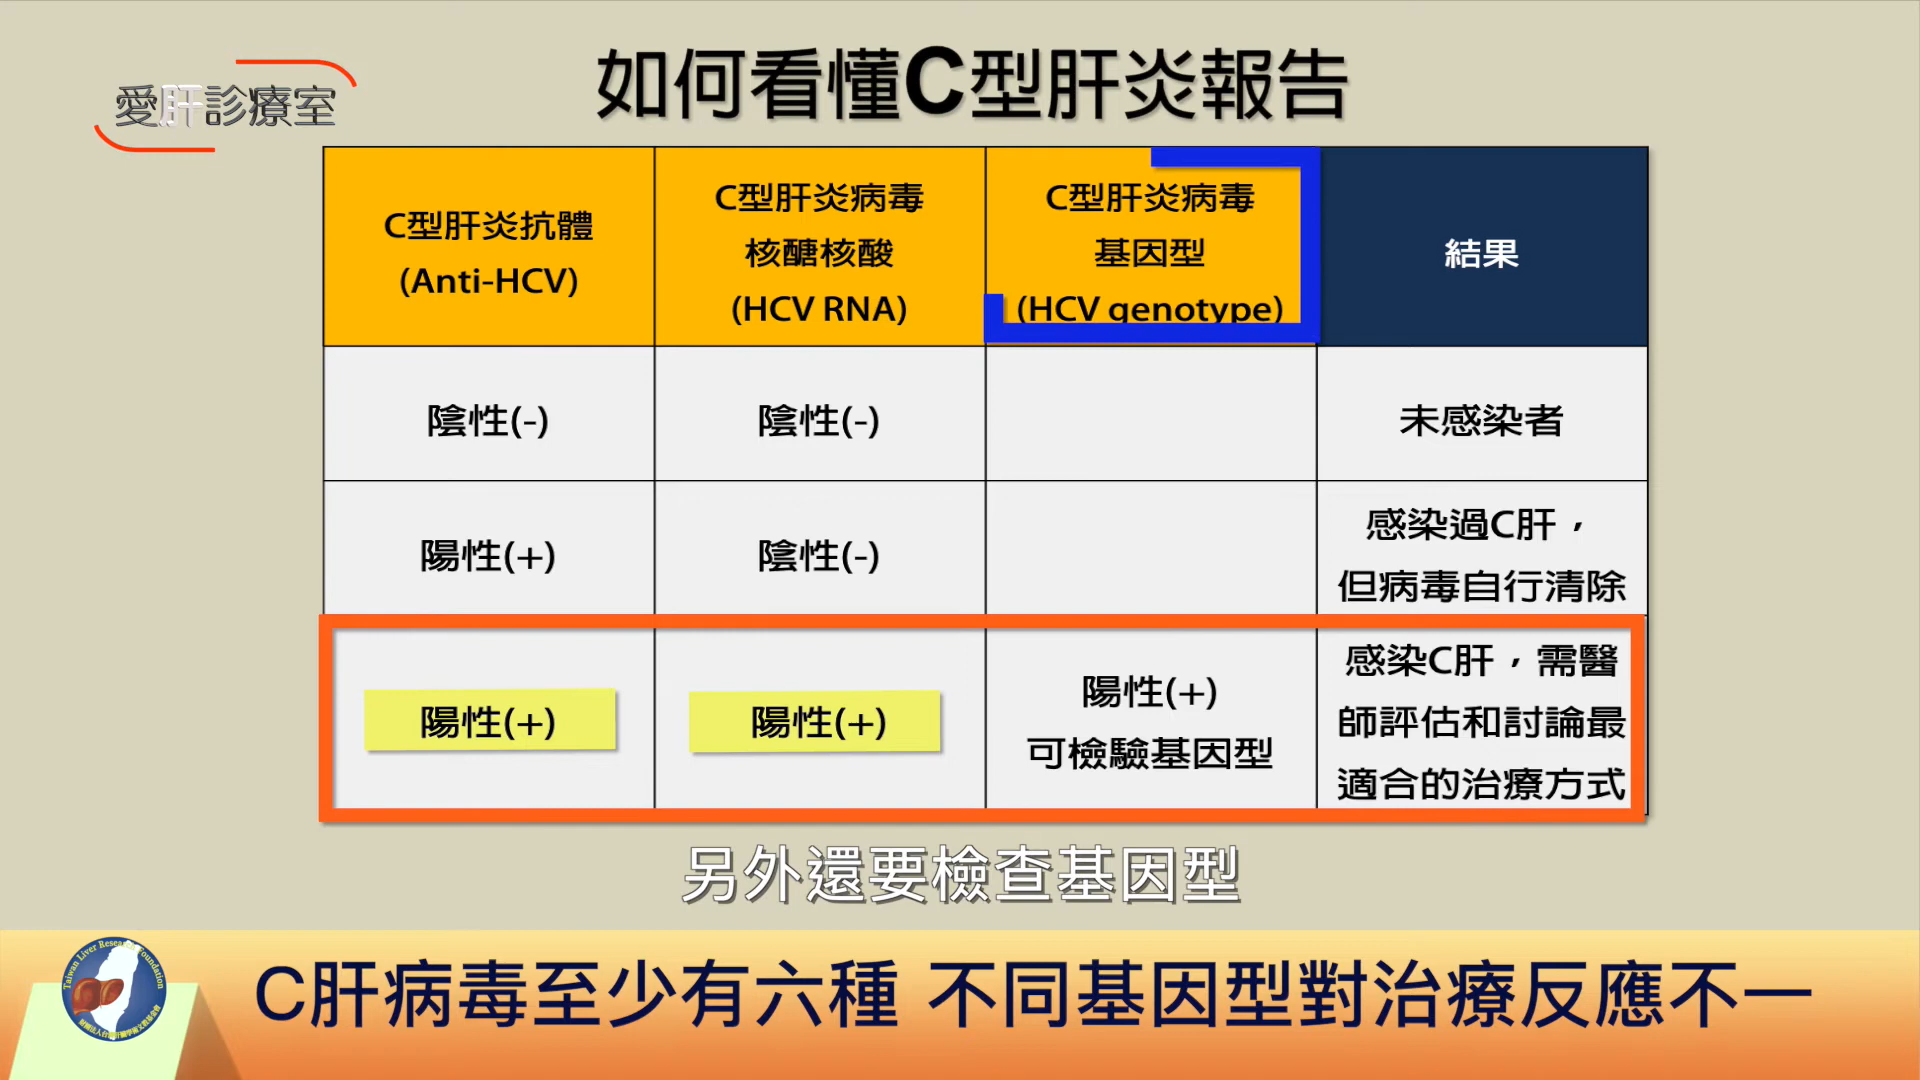 愛肝診療室
如何看懂C型肝炎報告
C型肝炎抗體
(Anti-HCV)
C型肝炎病毒
核醣核酸
(HCV RNA)
C型肝炎病毒
基因型
(HCV genotype)
結果
陰性(-)
陰性(-)
未感染者
陽性(+)
陰性(-)
感染過C肝，
但病毒自行清除
陽性(+)
陽性(+)
陽性(+)
可檢驗基因型
感染C肝，需醫
師評估和討論最
適合的治療方式
另外還要檢查基因型
Taiwan Liver Research Foundation
C肝病毒至少有六種 不同基因型對治療反應不一